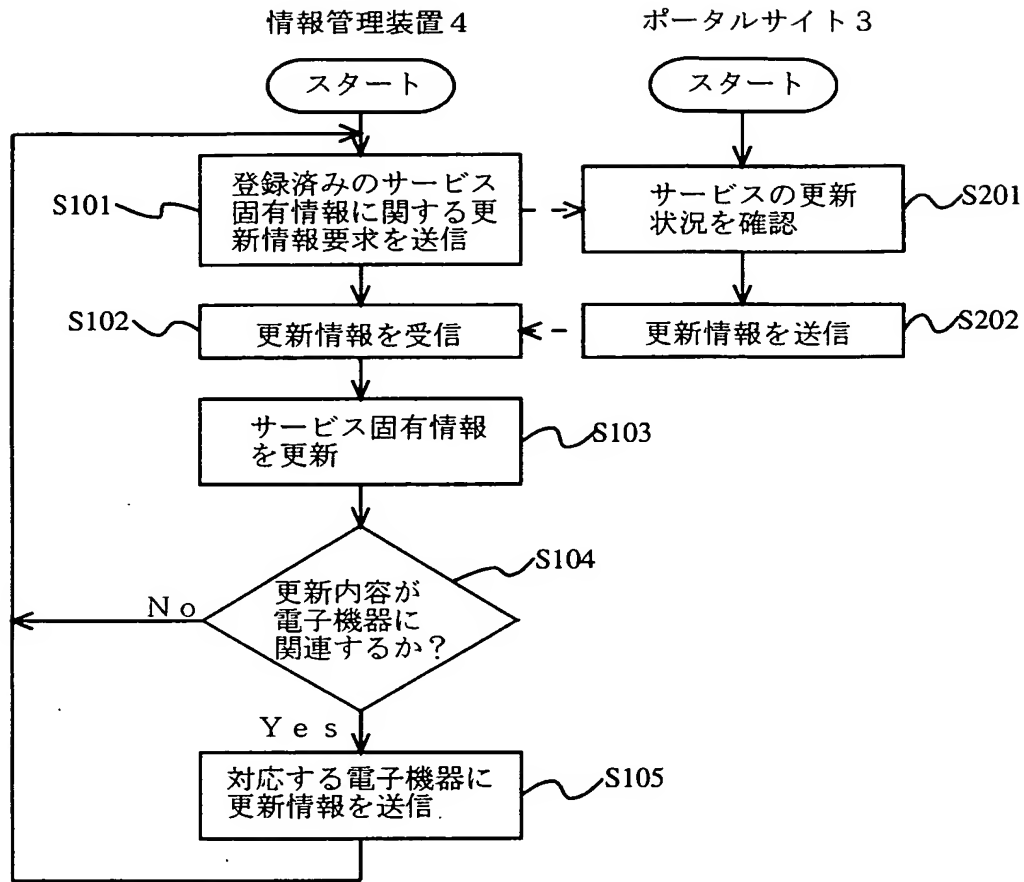 情報管理装置4
ポータルサイト3
スタート
スタート
登録済みのサービス
固有情報に関する更
新情報要求を送信
S101
サービスの更新
状況を確認
S201
更新情報を受信
S102
更新情報を送信
S202
サービス固有情報
を更新
S103
更新内容が
電子機器に
関連するか?
S104
No
Yes
対応する電子機器に
更新情報を送信
S105